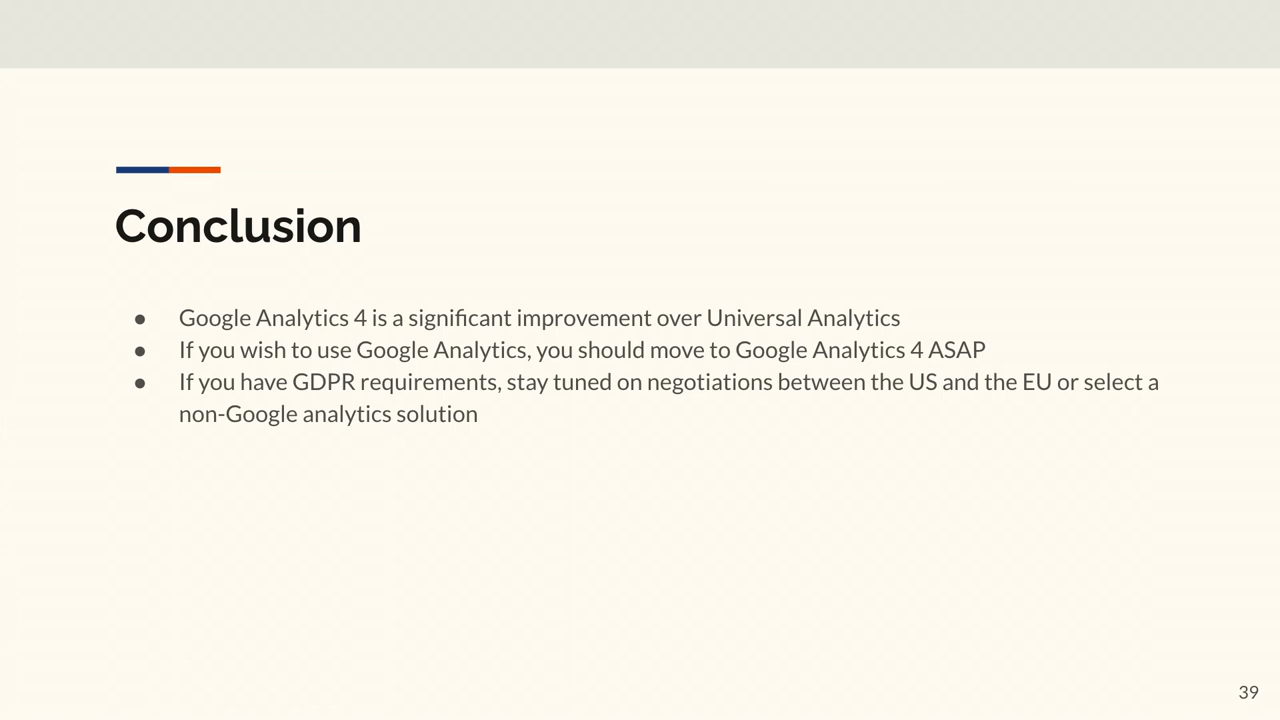 Conclusion
● Google Analytics 4 is a significant improvement over Universal Analytics
● If you wish to use Google Analytics, you should move to Google Analytics 4 ASAP
● If you have GDPR requirements, stay tuned on negotiations between the US and the EU or select a
non-Google analytics solution
39